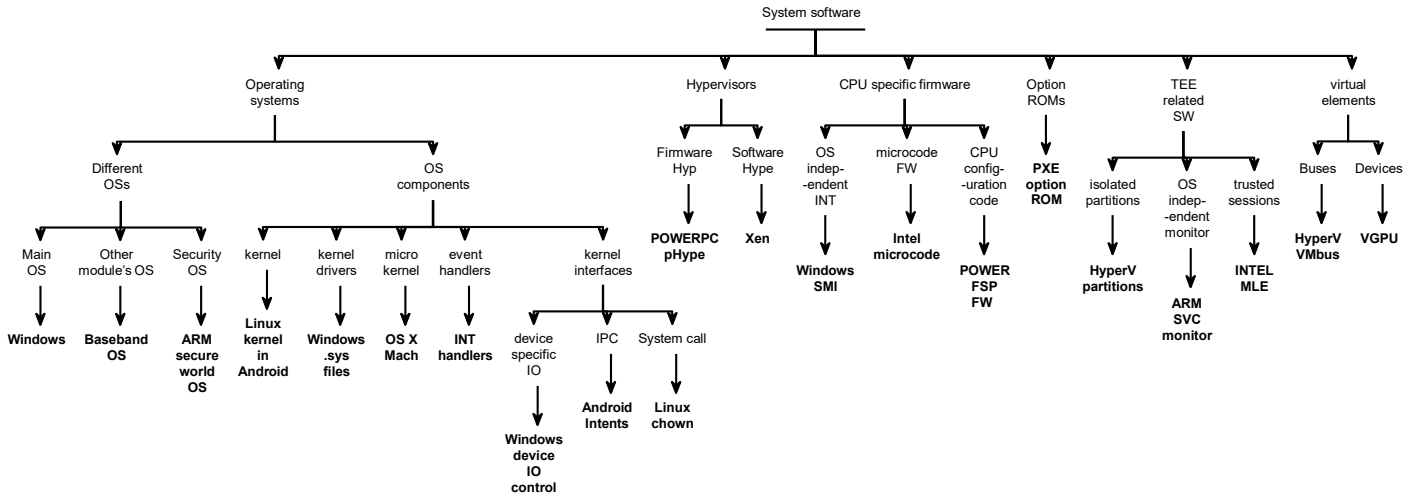 System software
Operating
systems
Hypervisors
CPU specific firmware
Option
ROMs
TEE
related
SW
virtual
elements
Different
OSs
OS
components
Firmware
Hyp
Software
Hype
OS
indep-
-endent
INT
microcode
FW
CPU
config-
-uration
code
PXE
option
ROM
isolated
partitions
OS
indep-
-endent
monitor
trusted
sessions
Buses
Devices
Main
OS
Other
module's OS
Security
OS
kernel
kernel
drivers
micro
kernel
event
handlers
kernel
interfaces
POWERPC
pHype
Xen
Windows
SMI
Intel
microcode
POWER
FSP
FW
HyperV
partitions
ARM
SVC
monitor
INTEL
MLE
HyperV
VMbus
VGPU
Windows
Baseband
OS
ARM
secure
world
OS
Linux
kernel
in
Android
Windows
.sys
files
OS X
Mach
INT
handlers
device
specific
IO
IPC
System call
Windows
device
IO
control
Android
Intents
Linux
chown